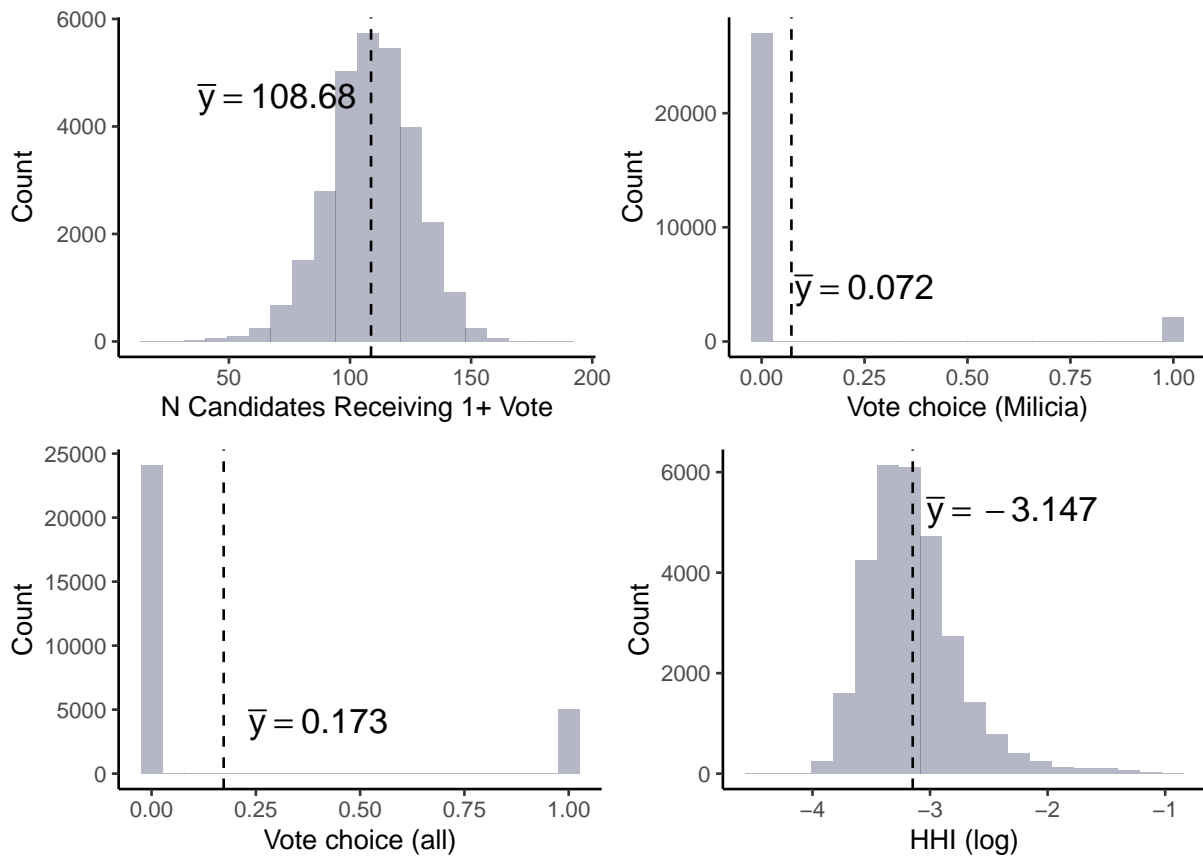 6000
4000
2000
0
Count
ȳ = 108.68
50 100 150 200
N Candidates Receiving 1+ Vote
20000
10000
0
Count
ȳ = 0.072
0.00 0.25 0.50 0.75 1.00
Vote choice (Milicia)
25000
20000
15000
10000
5000
0
Count
ȳ = 0.173
0.00 0.25 0.50 0.75 1.00
Vote choice (all)
6000
4000
2000
0
Count
ȳ = −3.147
−4 −3 −2 −1
HHI (log)